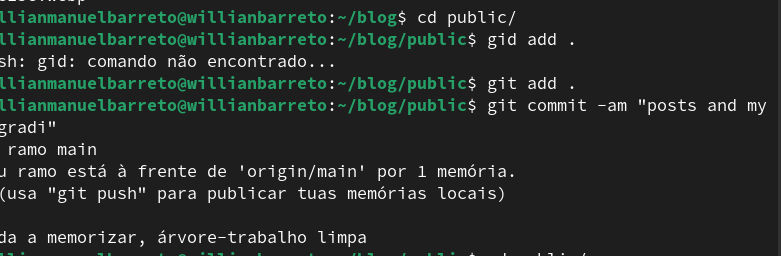 llianmanuelbarreto@willianbarreto:~/blog$ cd public/
llianmanuelbarreto@willianbarreto:~/blog/public$ gid add .
sh: gid: comando não encontrado...
llianmanuelbarreto@willianbarreto:~/blog/public$ git add .
llianmanuelbarreto@willianbarreto:~/blog/public$ git commit -am "posts and my
gradi"
ramo main
u ramo está à frente de 'origin/main' por 1 memória.
(usa "git push" para publicar tuas memórias locais)
da a memorizar, árvore-trabalho limpa